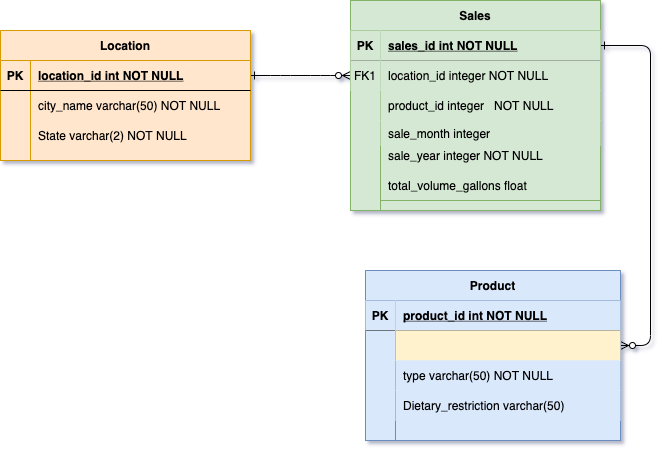 Location
PK location_id int NOT NULL
city_name varchar(50) NOT NULL
State varchar(2) NOT NULL
Sales
PK sales_id int NOT NULL
FK1 location_id integer NOT NULL
product_id integer NOT NULL
sale_month integer
sale_year integer NOT NULL
total_volume_gallons float
Product
PK product_id int NOT NULL
type varchar(50) NOT NULL
Dietary_restriction varchar(50)